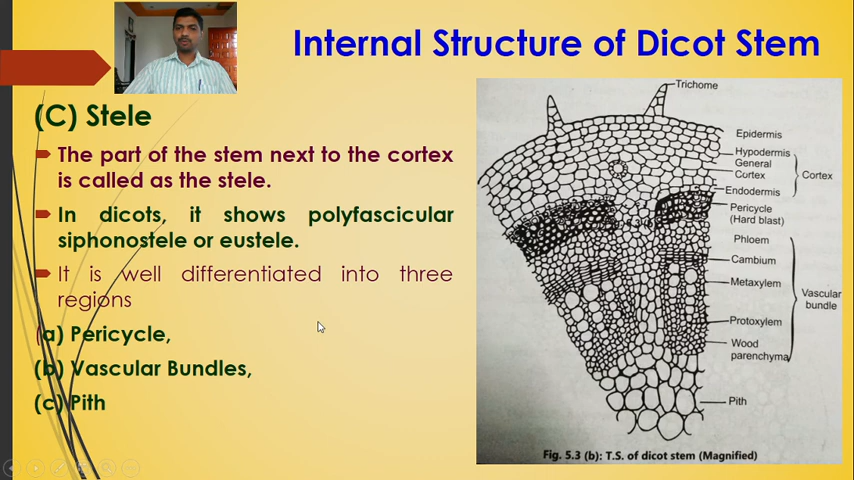 Internal Structure of Dicot Stem
(C) Stele
The part of the stem next to the cortex
is called as the stele.
In dicots, it shows polyfascicular
siphonostele or eustele.
It is well differentiated into three
regions
(a) Pericycle,
(b) Vascular Bundles,
(c) Pith
Trichome
Epidermis
Hypodermis
General
Cortex
Cortex
Endodermis
Pericycle
(Hard blast)
Phloem
Cambium
Metaxylem
Vascular
bundle
Protoxylem
Wood
parenchyma
Pith
Fig. 5.3 (b): T.S. of dicot stem (Magnified)